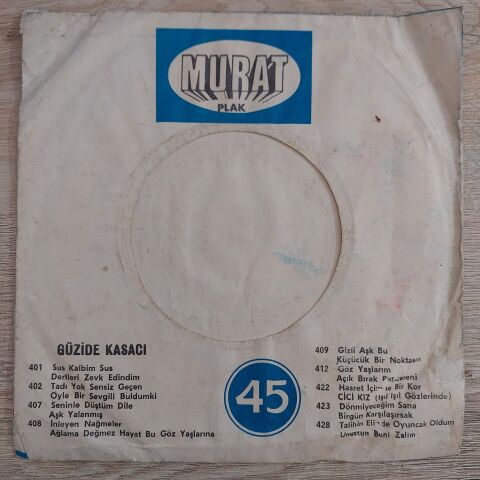 MURAT
PLAK
GÜZİDE KASACI
401 Sus Kalbim Sus
Dertleri Zevk Edindim
402 Tadı Yok Sensiz Geçen
Öyle Bir Sevgili Buldumki
407 Seninle Düştüm Dile
Aşk Yalanmış
408 İnleyen Nağmeler
Ağlama Değmez Hayat Bu Göz Yaşlarına
45
409 Gizli Aşk Bu
Küçücük Bir Noktasın
412 Göz Yaşlarım
Açık Bırak Pencereni
422 Hasret İçimde Bir Kor
CİCİ KIZ (Işıl Işıl Gözlerinde)
423 Dönmiyeceğim Sana
Birgün Karşılaşırsak
428 Talihin Elinde Oyuncak Oldum
Unuttun Beni Zalim